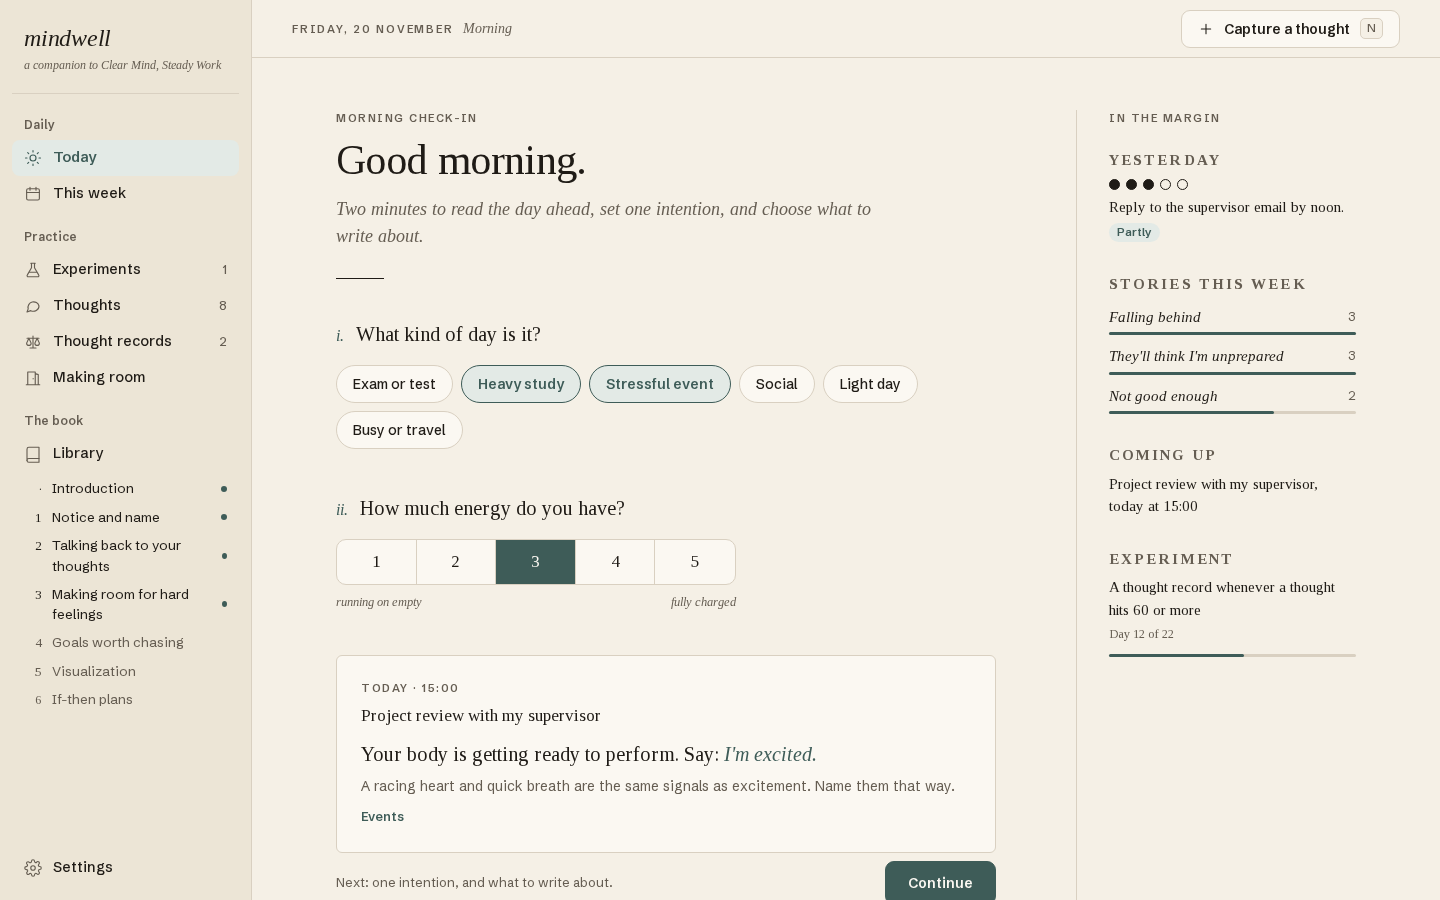 mindwell
a companion to Clear Mind, Steady Work
Daily
Today
This week
Practice
Experiments 1
Thoughts 8
Thought records 2
Making room
The book
Library
· Introduction
1 Notice and name
2 Talking back to your
thoughts
3 Making room for hard
feelings
4 Goals worth chasing
5 Visualization
6 If-then plans
Settings
FRIDAY, 20 NOVEMBER Morning
Capture a thought N
MORNING CHECK-IN
Good morning.
Two minutes to read the day ahead, set one intention, and choose what to
write about.
i. What kind of day is it?
Exam or test Heavy study Stressful event Social Light day
Busy or travel
ii. How much energy do you have?
1 2 3 4 5
running on empty fully charged
TODAY · 15:00
Project review with my supervisor
Your body is getting ready to perform. Say: I'm excited.
A racing heart and quick breath are the same signals as excitement. Name them that way.
Events
Next: one intention, and what to write about.
Continue
IN THE MARGIN
YESTERDAY
Reply to the supervisor email by noon.
Partly
STORIES THIS WEEK
Falling behind 3
They'll think I'm unprepared 3
Not good enough 2
COMING UP
Project review with my supervisor,
today at 15:00
EXPERIMENT
A thought record whenever a thought
hits 60 or more
Day 12 of 22